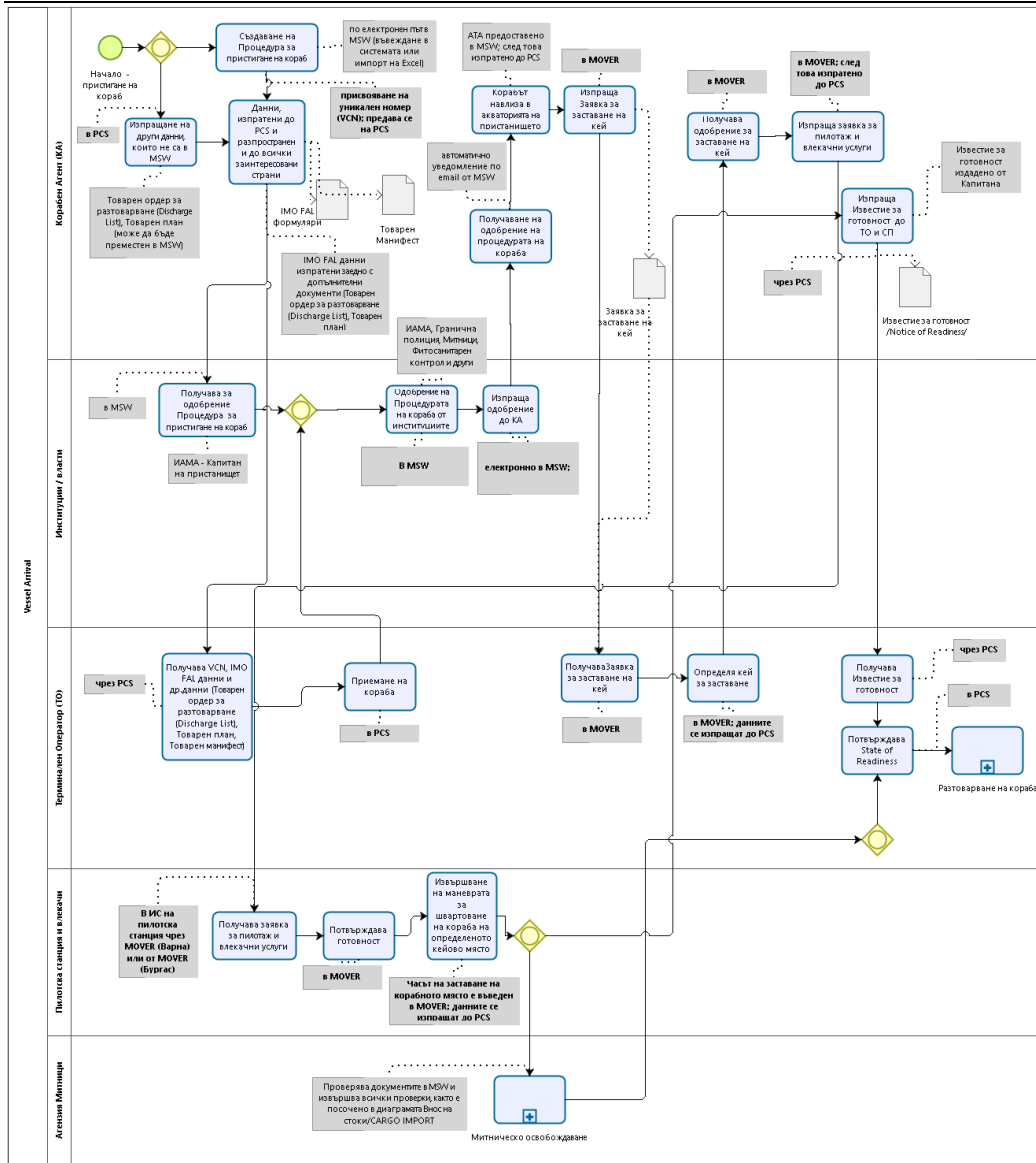 Vessel Arrival
Корабен Агент (КА)
Начало -
пристигане на
кораб
Създаване на
Процедура за
пристигане на кораб
по електронен път в
MSW (въвеждане в
системата или
импорт на Excel)
в PCS
Изпращане на
други данни,
които не са в
MSW
Данни,
изпратени до
PCS и
разпространен
и до всички
заинтересовани
страни
присвояване на
уникален номер
(VCN); предава се
на PCS
Товарен ордер за
разтоварване (Discharge
List), Товарен план
(може да бъде
преместен в MSW)
IMO FAL
формуляри
Товарен
Манифест
IMO FAL данни
изпратени заедно с
допълнителни
документи (Товарен
ордер за разтоварване
(Discharge List), Товарен
план)
АТА предоставено
в MSW; след това
изпратено до PCS
в MOVER
Корабът
навлиза в
акваторията на
пристанището
Изпраща
Заявка за
заставане на
кей
автоматично
уведомление по
email от MSW
Получаване на
одобрение на
процедурата на
кораба
Заявка за
заставане на
кей
в MOVER
в MOVER; след
това изпратено
до PCS
Получава
одобрение за
заставане на
кей
Изпраща заявка за
пилотаж и
влекачни услуги
Известие за
готовност
издадено от
Капитана
Изпраща
Известие за
готовност до
ТО и СП
чрез PCS
Известие за готовност
/Notice of Readiness/
Институции / власти
в MSW
Получава за
одобрение
Процедура за
пристигане на кораб
ИАМА - Капитан
на пристанищет
ИАМА, Гранична
полиция, Митници,
Фитосанитарен
контрол и други
Одобрение на
Процедурата
на кораба от
институциите
Изпраща
одобрение
до КА
В MSW
електронно в MSW;
Терминален Оператор (ТО)
чрез PCS
Получава VCN, IMO
FAL данни и
др.данни (Товарен
ордер за
разтоварване
(Discharge List),
Товарен план,
Товарен манифест)
Приемане на
кораба
в PCS
Получава Заявка
за заставане на
кей
в MOVER
Определя кей
за заставане
в MOVER; данните
се изпращат до PCS
Получава
Известие за
готовност
чрез PCS
в PCS
Потвърждава
State of
Readiness
Разтоварване на кораба
Пилотска станция и влекачи
В ИС на
пилотска
станция чрез
MOVER (Варна)
или от MOVER
(Бургас)
Получава заявка
за пилотаж и
влекачни услуги
Потвърждава
готовност
в MOVER
Извършване
на маневрата
за
швартоване
на кораба на
определеното
кейово място
Часът на заставане на
корабното място е въведен
в MOVER; данните се
изпращат до PCS
Агензия Митници
Проверява документите в MSW и
извършва всички проверки, както е
посочено в диаграмата Внос на
стоки/CARGO IMPORT
Митническо освобождаване